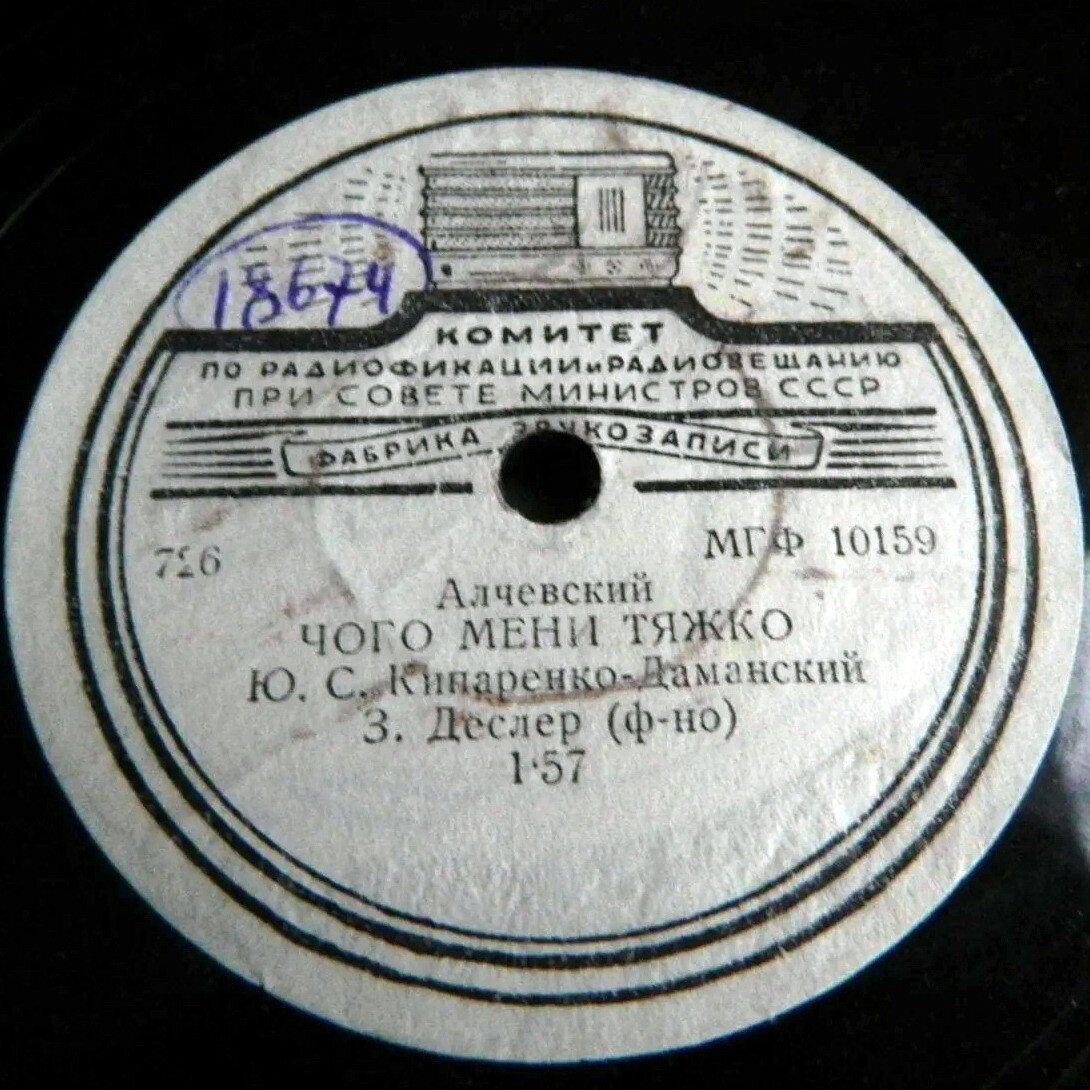 18674
КОМИТЕТ
ПО РАДИОФИКАЦИИ и РАДИОВЕЩАНИЮ
ПРИ СОВЕТЕ МИНИСТРОВ СССР
ФАБРИКА ЗВУКОЗАПИСИ
726 МГФ 10159
Алчевский
ЧОГО МЕНИ ТЯЖКО
Ю. С. Кипаренко-Даманский
З. Деслер (ф-но)
1·57